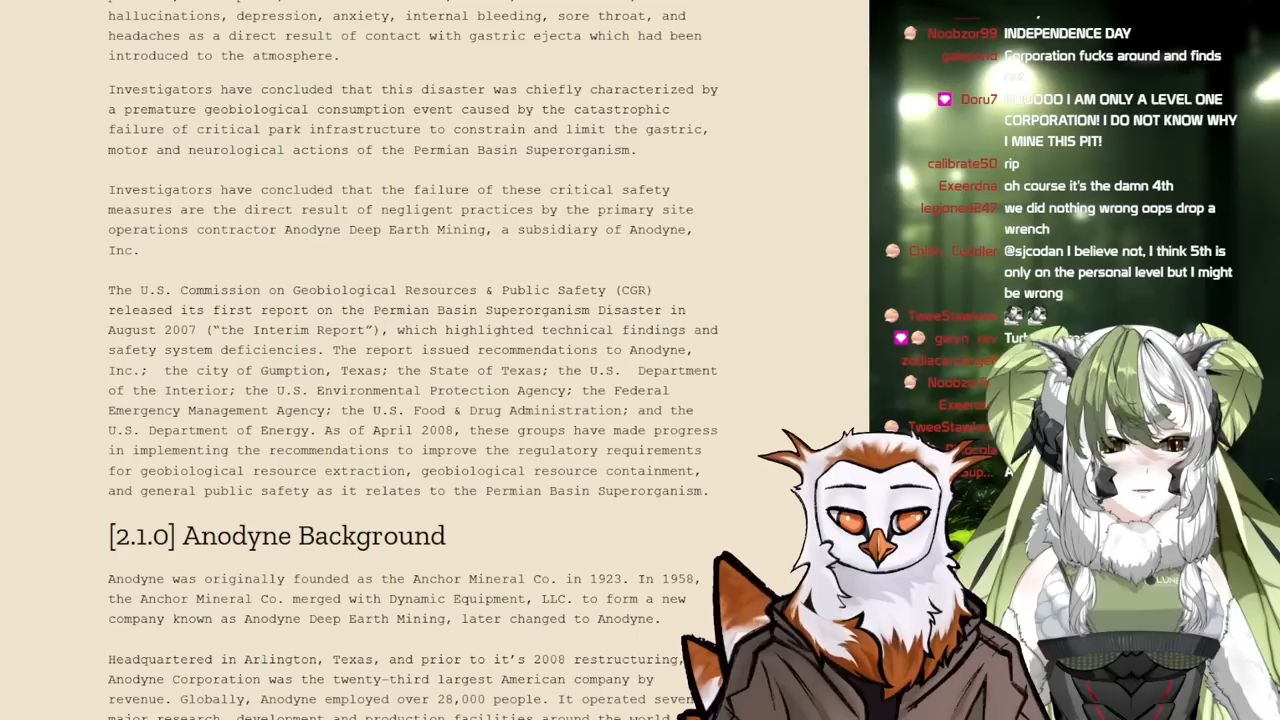 hallucinations, depression, anxiety, internal bleeding, sore throat, and
headaches as a direct result of contact with gastric ejecta which had been
introduced to the atmosphere.
Investigators have concluded that this disaster was chiefly characterized by
a premature geobiological consumption event caused by the catastrophic
failure of critical park infrastructure to constrain and limit the gastric,
motor and neurological actions of the Permian Basin Superorganism.
Investigators have concluded that the failure of these critical safety
measures are the direct result of negligent practices by the primary site
operations contractor Anodyne Deep Earth Mining, a subsidiary of Anodyne,
Inc.
The U.S. Commission on Geobiological Resources & Public Safety (CGR)
released its first report on the Permian Basin Superorganism Disaster in
August 2007 (“the Interim Report”), which highlighted technical findings and
safety system deficiencies. The report issued recommendations to Anodyne,
Inc.; the city of Gumption, Texas; the State of Texas; the U.S. Department
of the Interior; the U.S. Environmental Protection Agency; the Federal
Emergency Management Agency; the U.S. Food & Drug Administration; and the
U.S. Department of Energy. As of April 2008, these groups have made progress
in implementing the recommendations to improve the regulatory requirements
for geobiological resource extraction, geobiological resource containment,
and general public safety as it relates to the Permian Basin Superorganism.
[2.1.0] Anodyne Background
Anodyne was originally founded as the Anchor Mineral Co. in 1923. In 1958,
the Anchor Mineral Co. merged with Dynamic Equipment, LLC. to form a new
company known as Anodyne Deep Earth Mining, later changed to Anodyne.
Headquartered in Arlington, Texas, and prior to it’s 2008 restructuring,
Anodyne Corporation was the twenty-third largest American company by
revenue. Globally, Anodyne employed over 28,000 people. It operated seven
major research, development and production facilities around the world
Noobzor99 INDEPENDENCE DAY
Corporation fucks around and finds
Doru7 I AM ONLY A LEVEL ONE
CORPORATION! I DO NOT KNOW WHY
I MINE THIS PIT!
calibrate50 rip
Exeerdna oh course it's the damn 4th
we did nothing wrong oops drop a
wrench
@sjcodan I believe not, I think 5th is
only on the personal level but I might
be wrong